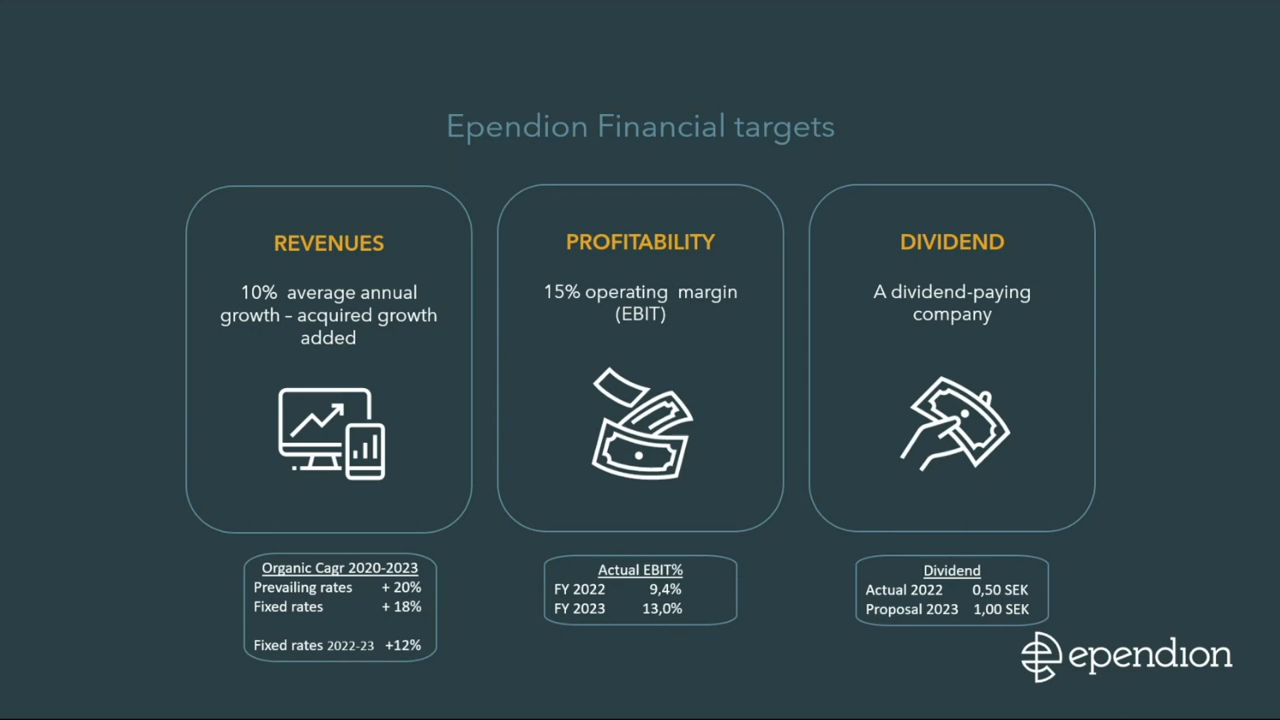 Ependion Financial targets
REVENUES
10% average annual
growth – acquired growth
added
PROFITABILITY
15% operating margin
(EBIT)
DIVIDEND
A dividend-paying
company
Organic Cagr 2020-2023
Prevailing rates + 20%
Fixed rates + 18%
Fixed rates 2022-23 +12%
Actual EBIT%
FY 2022 9,4%
FY 2023 13,0%
Dividend
Actual 2022 0,50 SEK
Proposal 2023 1,00 SEK
ependion